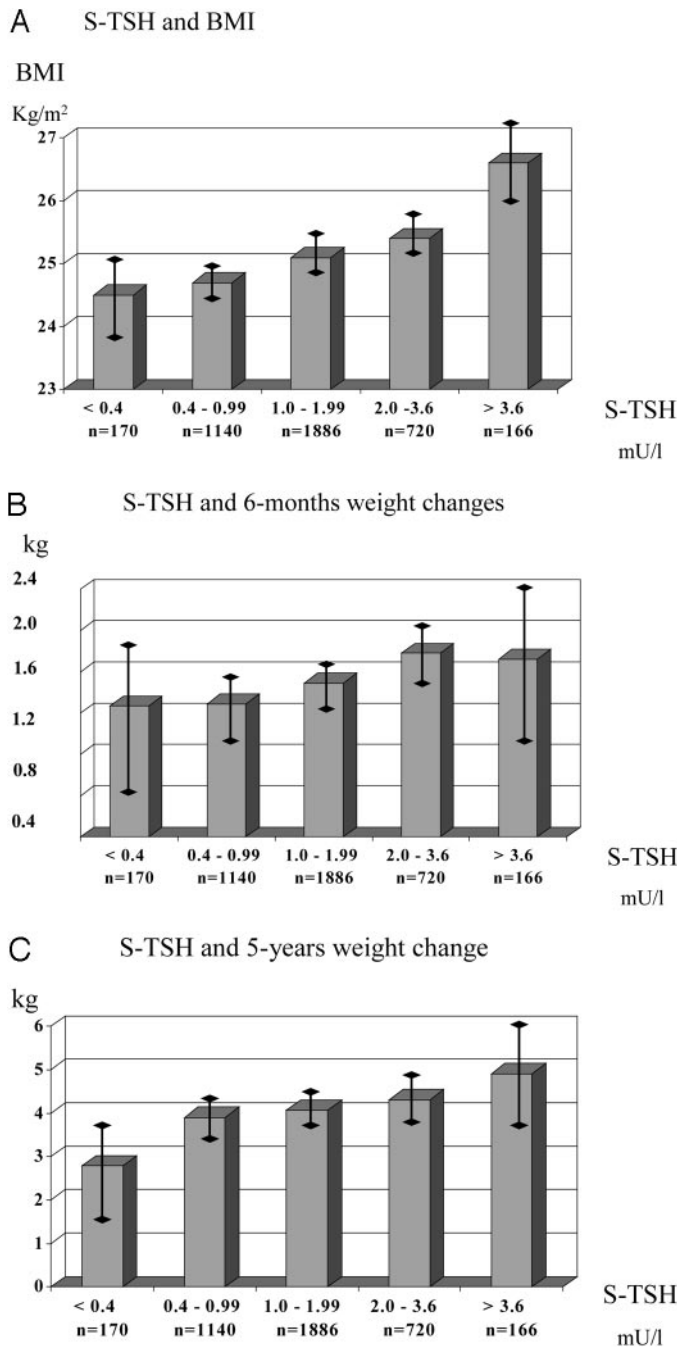 A S-TSH and BMI
BMI
Kg/m²
27
26
25
24
23
< 0.4 0.4 - 0.99 1.0 - 1.99 2.0 -3.6 > 3.6 S-TSH
n=170 n=1140 n=1886 n=720 n=166
mU/l
B S-TSH and 6-months weight changes
kg
2.4
2.0
1.6
1.2
0.8
0.4
< 0.4 0.4 - 0.99 1.0 - 1.99 2.0 - 3.6 > 3.6 S-TSH
n=170 n=1140 n=1886 n=720 n=166
mU/l
C S-TSH and 5-years weight change
kg
6
5
4
3
2
1
0
< 0.4 0.4 - 0.99 1.0 - 1.99 2.0 - 3.6 > 3.6 S-TSH
n=170 n=1140 n=1886 n=720 n=166
mU/l